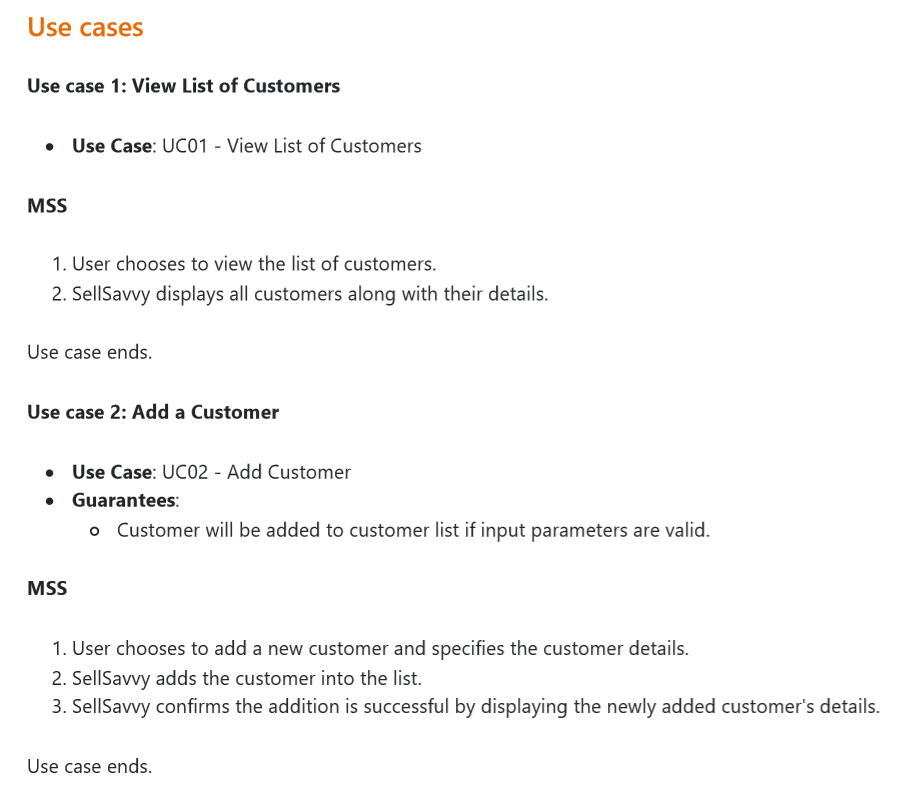 Use cases
Use case 1: View List of Customers
• Use Case: UC01 - View List of Customers
MSS
1. User chooses to view the list of customers.
2. SellSavvy displays all customers along with their details.
Use case ends.
Use case 2: Add a Customer
• Use Case: UC02 - Add Customer
• Guarantees:
○ Customer will be added to customer list if input parameters are valid.
MSS
1. User chooses to add a new customer and specifies the customer details.
2. SellSavvy adds the customer into the list.
3. SellSavvy confirms the addition is successful by displaying the newly added customer's details.
Use case ends.